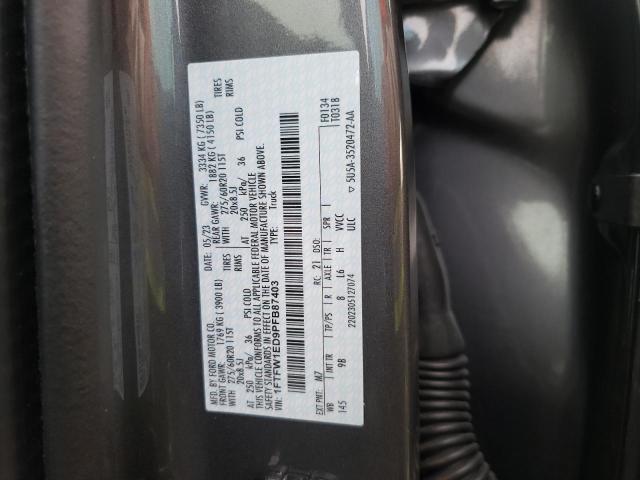 MFD. BY FORD MOTOR CO.
DATE: 05/23 GVWR: 3334 KG ( 7350 LB)
FRONT GAWR: 1769 KG ( 3900 LB) REAR GAWR: 1882 KG ( 4150 LB)
WITH 275/60R20 115T TIRES WITH 275/60R20 115T TIRES
20x8.5J RIMS 20x8.5J RIMS
AT 250 kPa/ 36 PSI COLD AT 250 kPa/ 36 PSI COLD
THIS VEHICLE CONFORMS TO ALL APPLICABLE FEDERAL MOTOR VEHICLE
SAFETY STANDARDS IN EFFECT ON THE DATE OF MANUFACTURE SHOWN ABOVE.
VIN: 1FTFW1ED9PFB87403 TYPE: Truck
F0134
T0318
EXT PNT: M7 RC: 21 DSO:
WB INT TR TP/PS R AXLE TR SPR
145 9B 8 L6 H VVCC
ULC
2202305127074
5U5A-3520472-AA